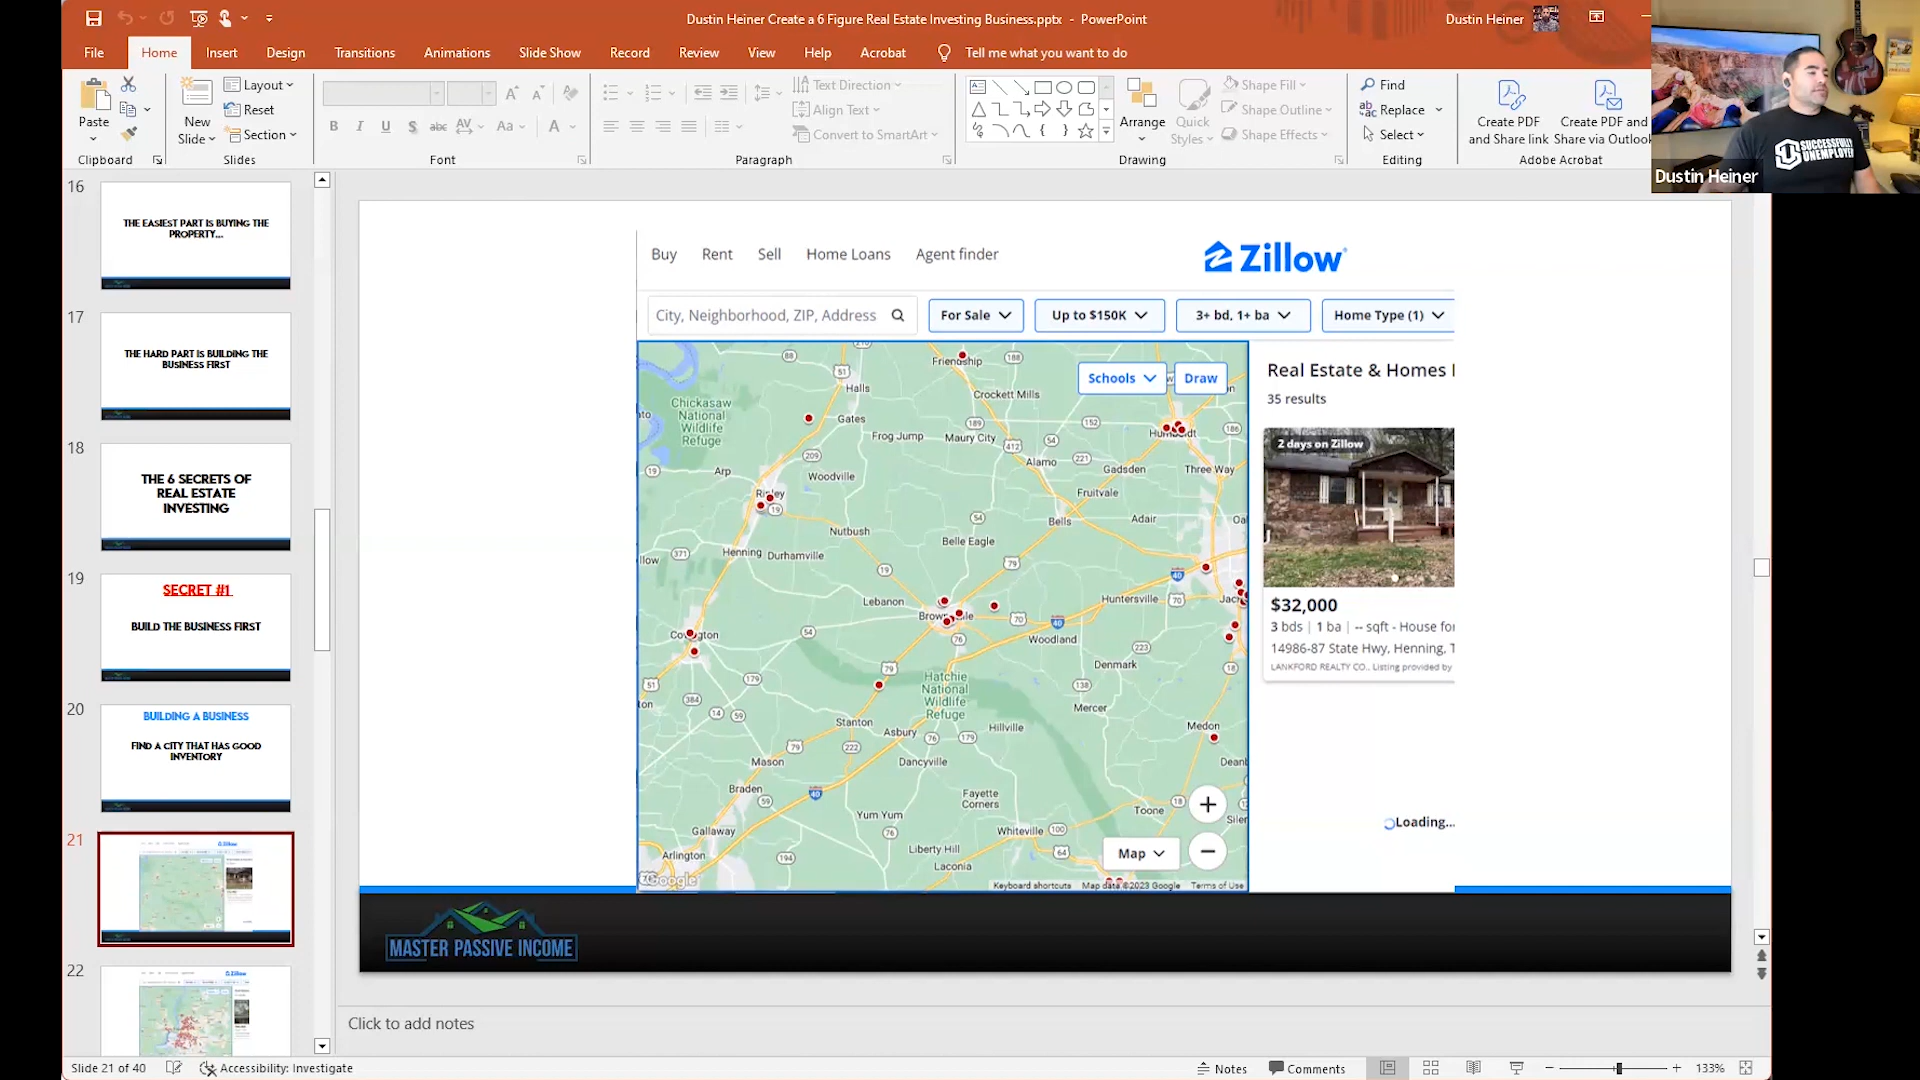 Dustin Heiner Create a 6 Figure Real Estate Investing Business.pptx - PowerPoint
Dustin Heiner
File Home Insert Design Transitions Animations Slide Show Record Review View Help Acrobat Tell me what you want to do
Paste
Clipboard
New
Slide
Layout
Reset
Section
Slides
B I U S abc AV Aa A
Font
Text Direction
Align Text
Convert to SmartArt
Paragraph
Arrange
Quick
Styles
Shape Fill
Shape Outline
Shape Effects
Drawing
Find
Replace
Select
Editing
Create PDF
and Share link
Create PDF and
Share via Outlook
Adobe Acrobat
SUCCESSFULLY
UNEMPLOYED
Dustin Heiner
16
THE EASIEST PART IS BUYING THE
PROPERTY...
17
THE HARD PART IS BUILDING THE
BUSINESS FIRST
18
THE 6 SECRETS OF
REAL ESTATE
INVESTING
19
SECRET #1
BUILD THE BUSINESS FIRST
20
BUILDING A BUSINESS
FIND A CITY THAT HAS GOOD
INVENTORY
21
22
Zillow
Buy Rent Sell Home Loans Agent finder
Zillow
City, Neighborhood, ZIP, Address
For Sale
Up to $150K
3+ bd, 1+ ba
Home Type (1)
Schools
Draw
Friendship
Halls
Crockett Mills
Chickasaw
National
Wildlife
Refuge
Gates
Frog Jump
Maury City
Humboldt
Alamo
Gadsden
Three Way
Arp
Woodville
Ripley
Fruitvale
Bells
Adair
Nutbush
Belle Eagle
Henning
Durhamville
Lebanon
Huntersville
Brownsville
Covington
Woodland
Denmark
Hatchie
National
Wildlife
Refuge
Mercer
Stanton
Asbury
Hillville
Medon
Mason
Dancyville
Braden
Fayette
Corners
Toone
Yum Yum
Gallaway
Whiteville
Liberty Hill
Arlington
Laconia
Map
Google
Keyboard shortcuts Map data ©2023 Google Terms of Use
Real Estate & Homes
35 results
2 days on Zillow
$32,000
3 bds | 1 ba | -- sqft - House for
14986-87 State Hwy, Henning, T
LANKFORD REALTY CO.. Listing provided by
Loading...
MASTER PASSIVE INCOME
Click to add notes
Slide 21 of 40
Accessibility: Investigate
Notes
Comments
133%